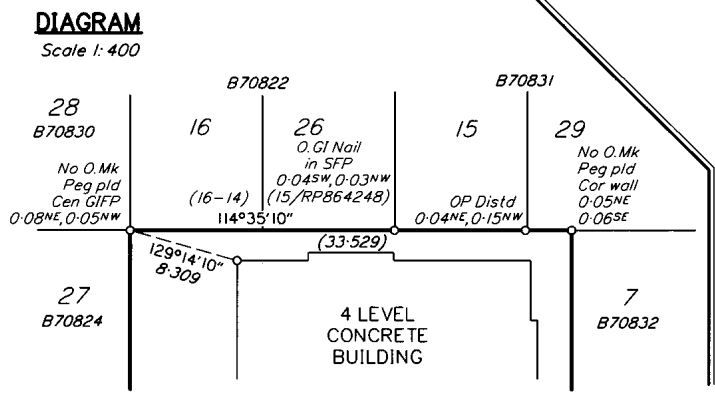 DIAGRAM
Scale 1:400
B70822
B70831
28
B70830
16
26
15
29
O.GI Nail
in SFP
0·04SW,0·03NW
(15/RP864248)
No O.Mk
Peg pld
Cen GIFP
0·08NE,0·05NW
(16-14)
114°35'10"
OP Distd
0·04NE,0·15NW
No O.Mk
Peg pld
Cor wall
0·05NE
0·06SE
(33·529)
129°14'10"
8·309
27
B70824
4 LEVEL
CONCRETE
BUILDING
7
B70832